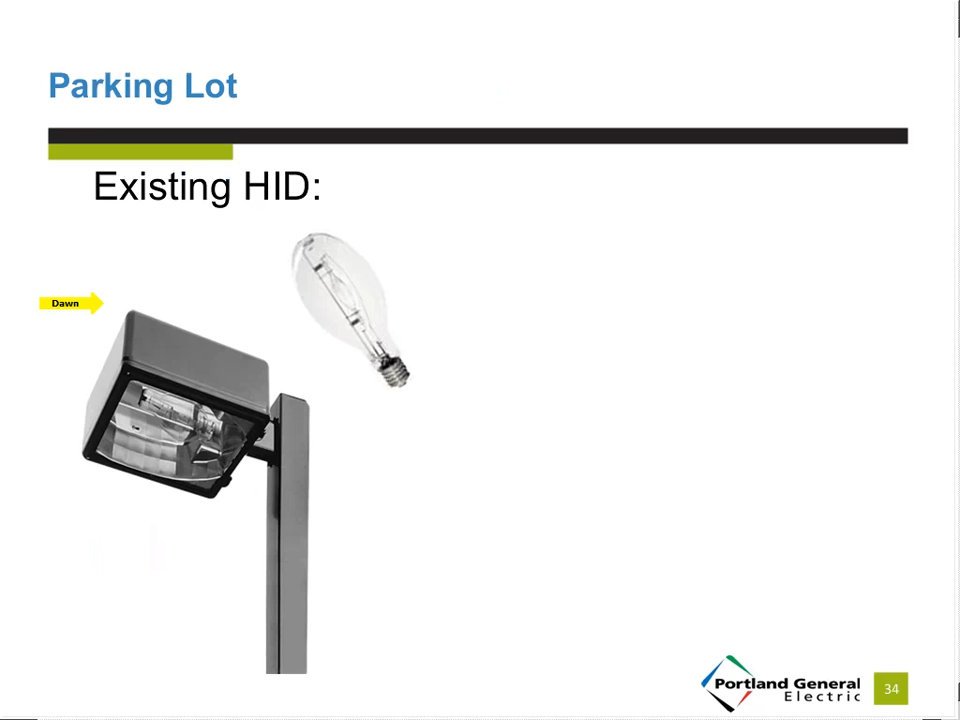 Parking Lot
Existing HID:
Dawn
Portland General
Electric
34